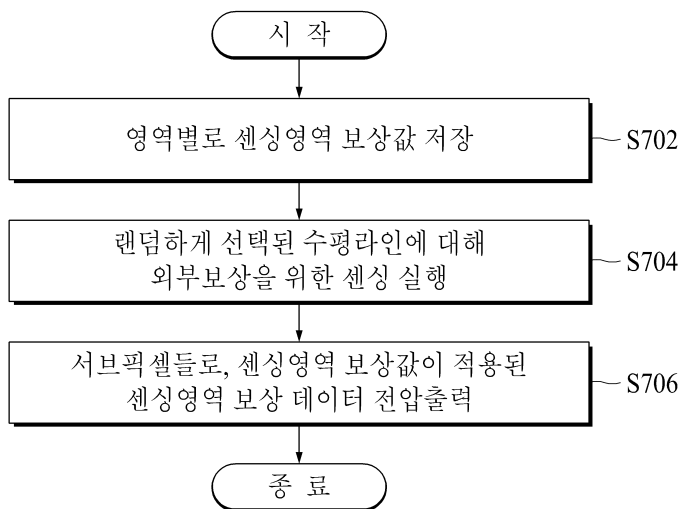 시 작
영역별로 센싱영역 보상값 저장
S702
랜덤하게 선택된 수평라인에 대해
외부보상을 위한 센싱 실행
S704
서브픽셀들로, 센싱영역 보상값이 적용된
센싱영역 보상 데이터 전압출력
S706
종 료